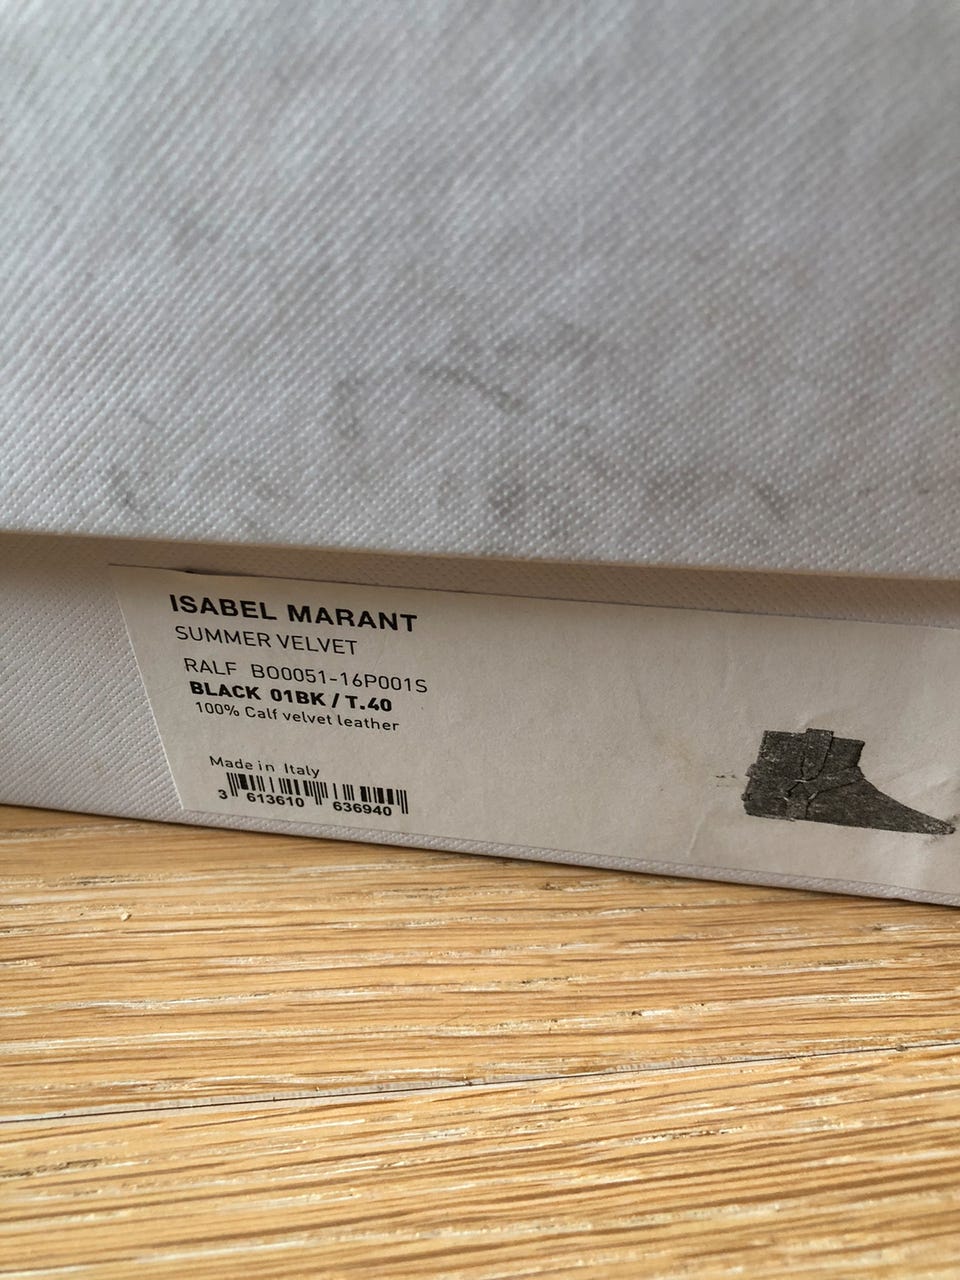 ISABEL MARANT
SUMMER VELVET
RALF BO0051-16P001S
BLACK 01BK / T.40
100% Calf velvet leather
Made in Italy
3 613610 636940